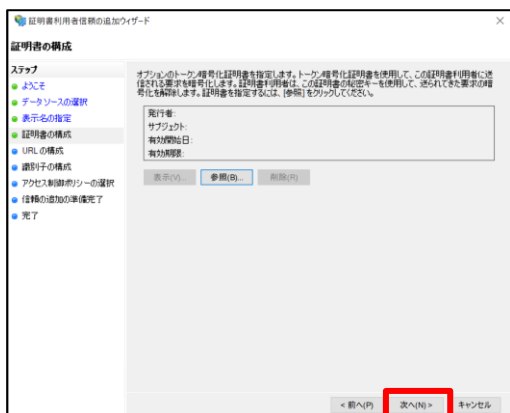 証明書利用者信頼の追加ウィザード
証明書の構成
ステップ
ようこそ
データ ソースの選択
表示名の指定
証明書の構成
URL の構成
識別子の構成
アクセス制御ポリシーの選択
信頼の追加の準備完了
完了
オプションのトークン暗号化証明書を指定します。トークン暗号化証明書を使用して、この証明書利用者に送
信される要求を暗号化します。証明書利用者は、この証明書の秘密キーを使用して、送られてきた要求の暗
号化を解除します。証明書を指定するには、[参照] をクリックしてください。
発行者:
サブジェクト:
有効開始日:
有効期限:
表示(V)... 参照(B)... 削除(R)
< 前へ(P) 次へ(N) > キャンセル